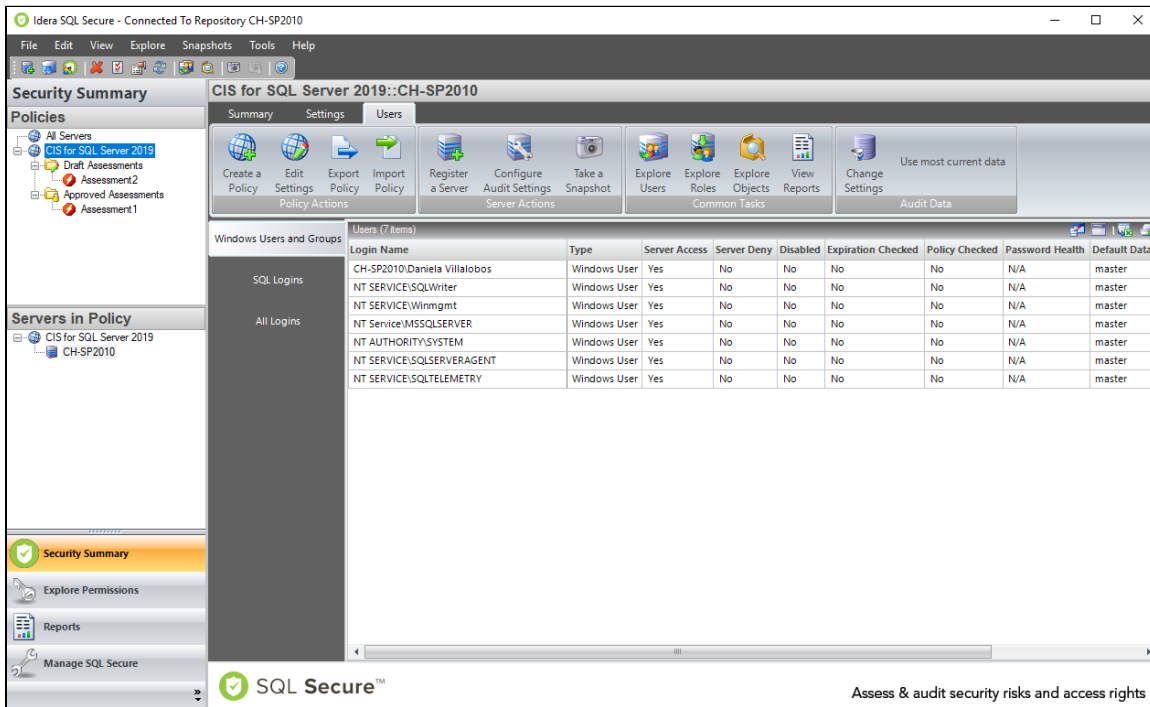 Idera SQL Secure - Connected To Repository CH-SP2010
File Edit View Explore Snapshots Tools Help
Security Summary
Policies
All Servers
CIS for SQL Server 2019
Draft Assessments
Assessment2
Approved Assessments
Assessment1
Servers in Policy
CIS for SQL Server 2019
CH-SP2010
Security Summary
Explore Permissions
Reports
Manage SQL Secure
CIS for SQL Server 2019::CH-SP2010
Summary Settings Users
Create a Policy Edit Settings Export Policy Import Policy
Policy Actions
Register a Server Configure Audit Settings Take a Snapshot
Server Actions
Explore Users Explore Roles Explore Objects View Reports
Common Tasks
Change Settings Use most current data
Audit Data
Windows Users and Groups
SQL Logins
All Logins
Users (7 items)
Login Name Type Server Access Server Deny Disabled Expiration Checked Policy Checked Password Health Default Data
CH-SP2010\Daniela Villalobos Windows User Yes No No No No N/A master
NT SERVICE\SQLWriter Windows User Yes No No No No N/A master
NT SERVICE\Winmgmt Windows User Yes No No No No N/A master
NT Service\MSSQLSERVER Windows User Yes No No No No N/A master
NT AUTHORITY\SYSTEM Windows User Yes No No No No N/A master
NT SERVICE\SQLSERVERAGENT Windows User Yes No No No No N/A master
NT SERVICE\SQLTELEMETRY Windows User Yes No No No No N/A master
SQL Secure™
Assess & audit security risks and access rights